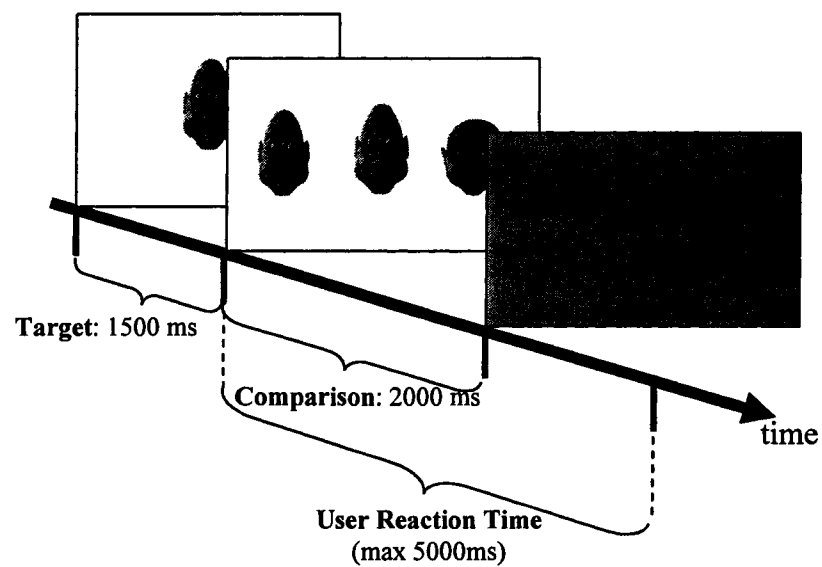 Target: 1500 ms
Comparison: 2000 ms
time
User Reaction Time
(max 5000ms)